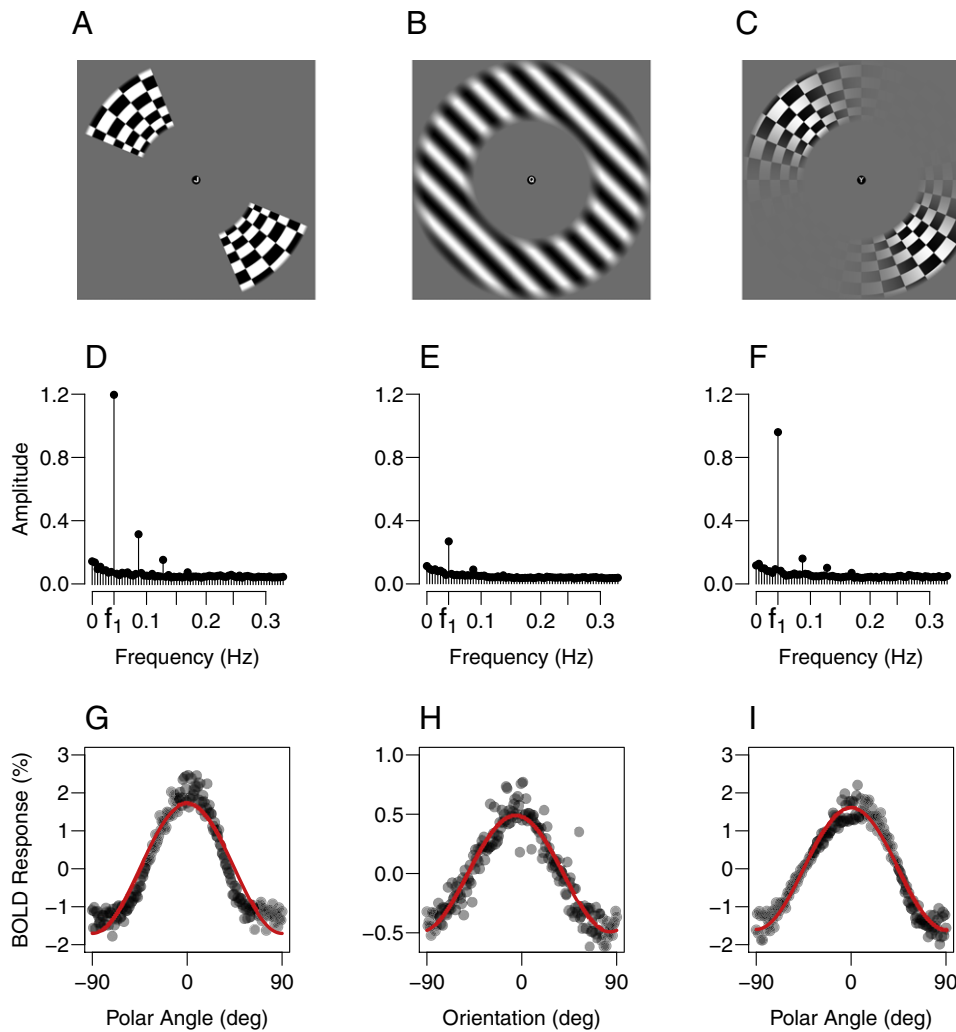 A B C
J O Y
D E F
1.2 1.2 1.2
0.8 0.8 0.8
0.4 0.4 0.4
0.0 0.0 0.0
Amplitude
0 f1 0.1 0.2 0.3 0 f1 0.1 0.2 0.3 0 f1 0.1 0.2 0.3
Frequency (Hz) Frequency (Hz) Frequency (Hz)
G H I
BOLD Response (%)
3 1.0 3
2 0.5 2
1 0.0 1
0 −0.5 0
−1 −1
−2 −2
−90 0 90 −90 0 90 −90 0 90
Polar Angle (deg) Orientation (deg) Polar Angle (deg)